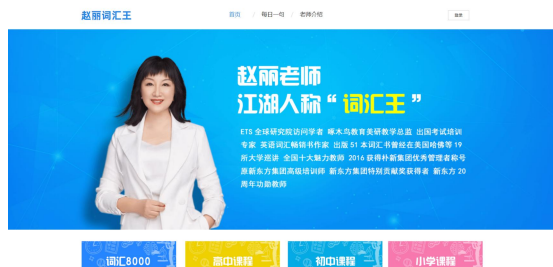 赵丽词汇王
首页 / 每日一句 / 老师介绍
登录
赵丽老师
江湖人称“词汇王”
ETS 全球研究院访问学者 啄木鸟教育美研教学总监 出国考试培训
专家 英语词汇畅销书作家 出版 51 本词汇书曾经在美国哈佛等 19
所大学巡讲 全国十大魅力教师 2016 获得朴新集团优秀管理者称号
原新东方集团高级培训师 新东方集团特别贡献奖获得者 新东方 20
周年功勋教师
词汇8000
高中课程
初中课程
小学课程